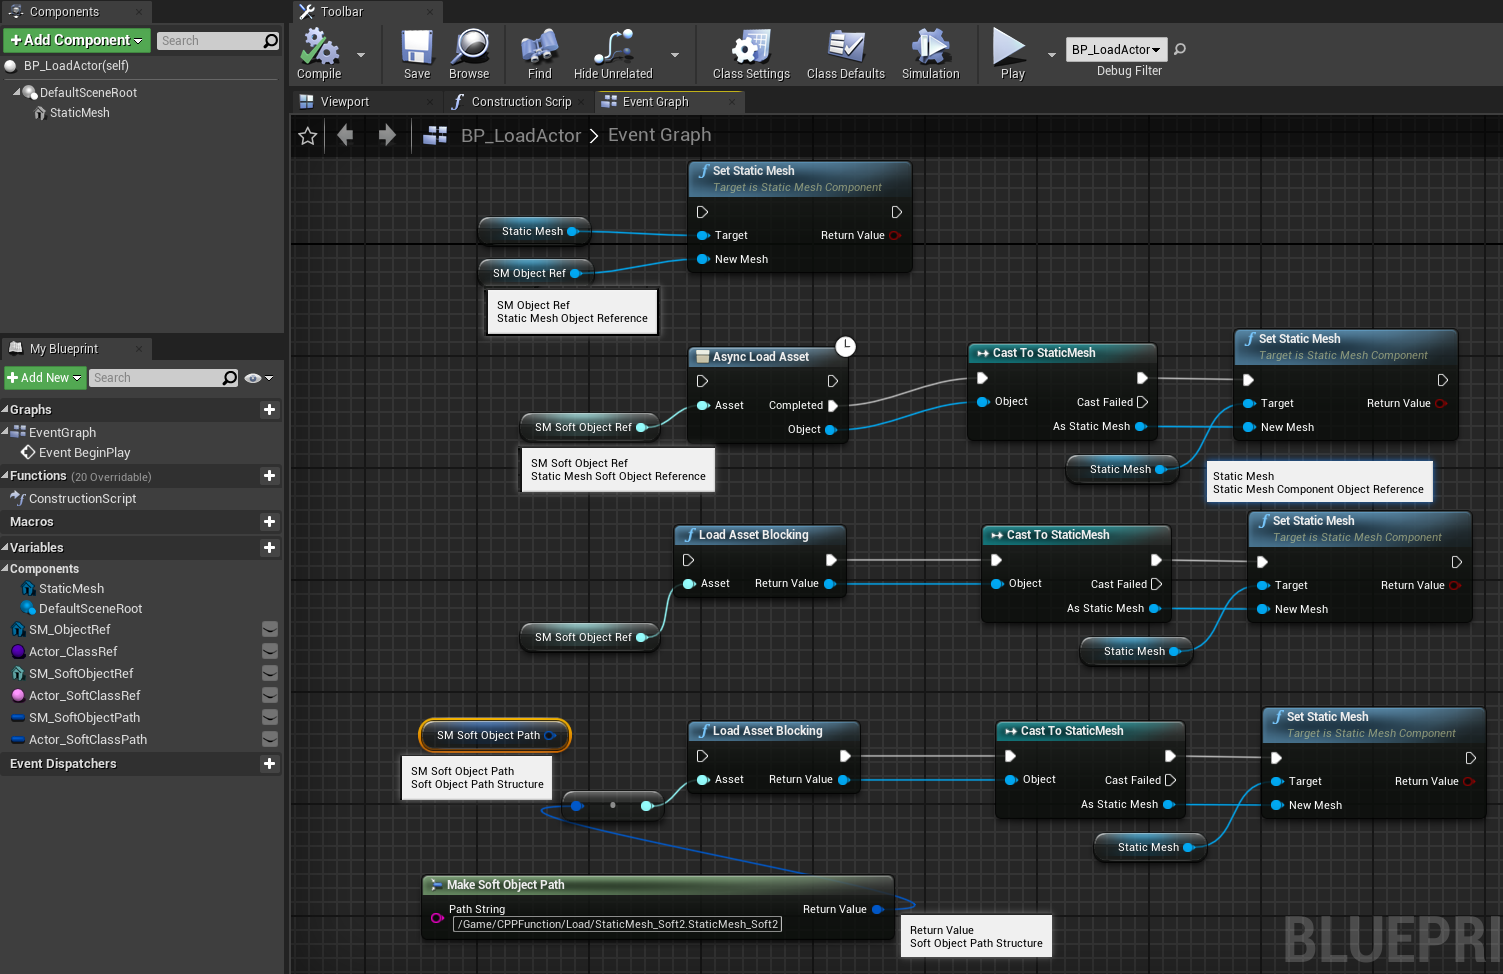 Components
Toolbar
+Add Component
Search
BP_LoadActor(self)
DefaultSceneRoot
StaticMesh
Compile
Save
Browse
Find
Hide Unrelated
Class Settings
Class Defaults
Simulation
Play
BP_LoadActor
Debug Filter
Viewport
Construction Scrip
Event Graph
BP_LoadActor > Event Graph
My Blueprint
+Add New
Search
Graphs
EventGraph
Event BeginPlay
Functions (20 Overridable)
ConstructionScript
Macros
Variables
Components
StaticMesh
DefaultSceneRoot
SM_ObjectRef
Actor_ClassRef
SM_SoftObjectRef
Actor_SoftClassRef
SM_SoftObjectPath
Actor_SoftClassPath
Event Dispatchers
Set Static Mesh
Target is Static Mesh Component
Static Mesh
Target
Return Value
SM Object Ref
New Mesh
SM Object Ref
Static Mesh Object Reference
Async Load Asset
Asset
Completed
Object
SM Soft Object Ref
SM Soft Object Ref
Static Mesh Soft Object Reference
Cast To StaticMesh
Object
Cast Failed
As Static Mesh
Static Mesh
Set Static Mesh
Target is Static Mesh Component
Target
Return Value
New Mesh
Static Mesh
Static Mesh Component Object Reference
Load Asset Blocking
Asset
Return Value
SM Soft Object Ref
Cast To StaticMesh
Object
Cast Failed
As Static Mesh
Static Mesh
Set Static Mesh
Target is Static Mesh Component
Target
Return Value
New Mesh
SM Soft Object Path
SM Soft Object Path
Soft Object Path Structure
Load Asset Blocking
Asset
Return Value
Cast To StaticMesh
Object
Cast Failed
As Static Mesh
Static Mesh
Set Static Mesh
Target is Static Mesh Component
Target
Return Value
New Mesh
Make Soft Object Path
Path String
/Game/CPPFunction/Load/StaticMesh_Soft2.StaticMesh_Soft2
Return Value
Return Value
Soft Object Path Structure
BLUEPRI